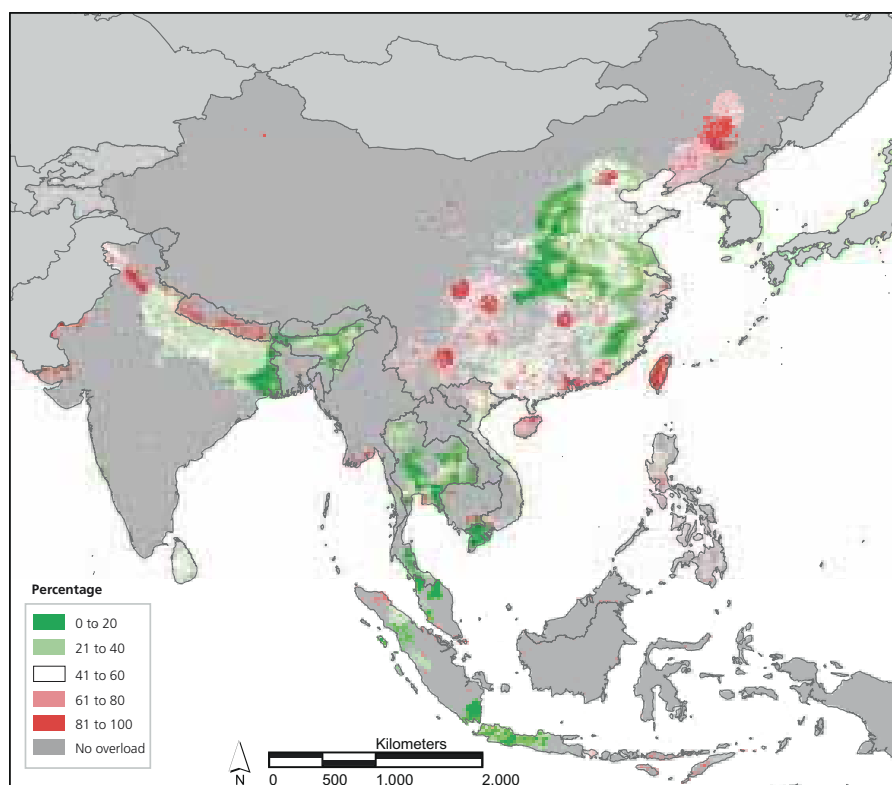 Percentage
0 to 20
21 to 40
41 to 60
61 to 80
81 to 100
No overload
Kilometers
N
0 500 1.000 2.000